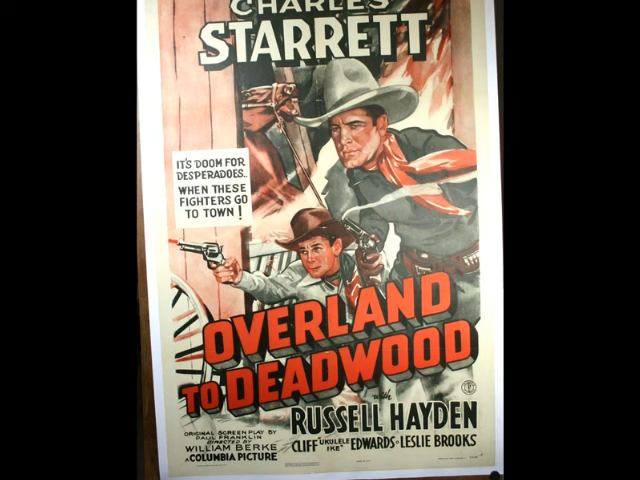 CHARLES
STARRETT
IT'S DOOM FOR
DESPERADOES..
WHEN THESE
FIGHTERS GO
TO TOWN!
OVERLAND
TO DEADWOOD
with
RUSSELL HAYDEN
CLIFF "UKULELE IKE" EDWARDS • LESLIE BROOKS
ORIGINAL SCREEN PLAY BY
PAUL FRANKLIN
DIRECTED BY
WILLIAM BERKE
A COLUMBIA PICTURE